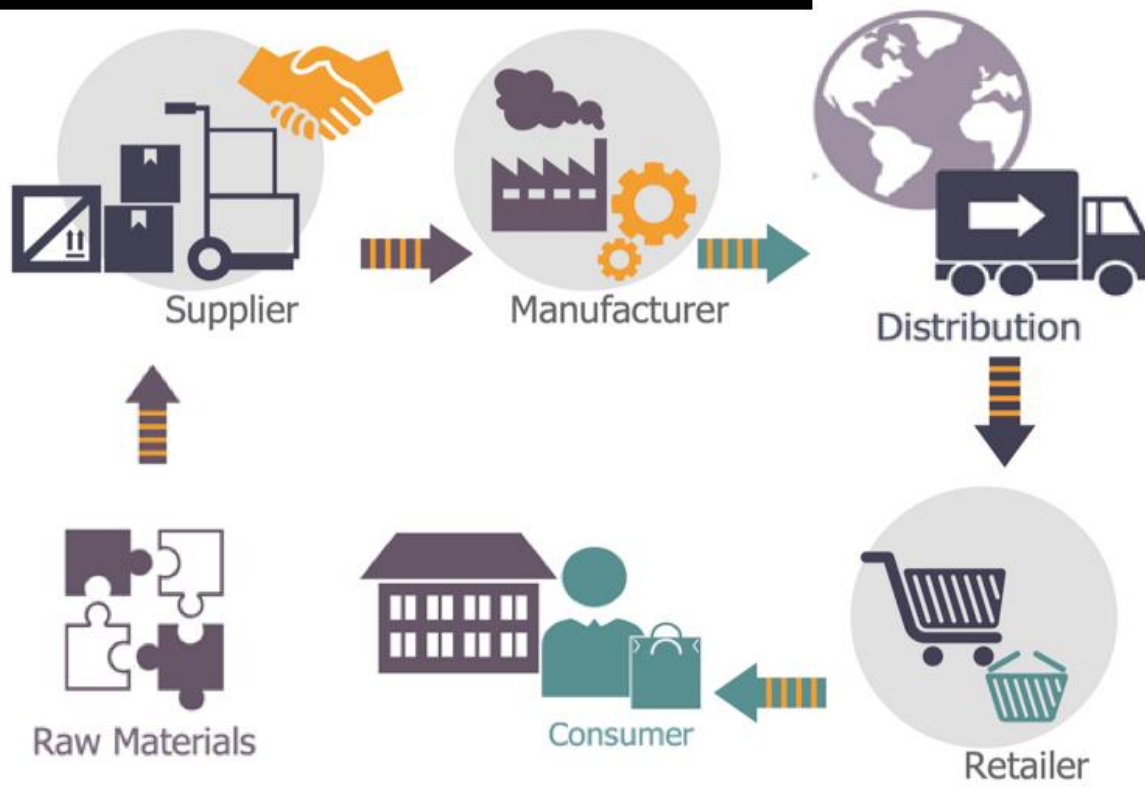 Supplier
Manufacturer
Distribution
Raw Materials
Consumer
Retailer